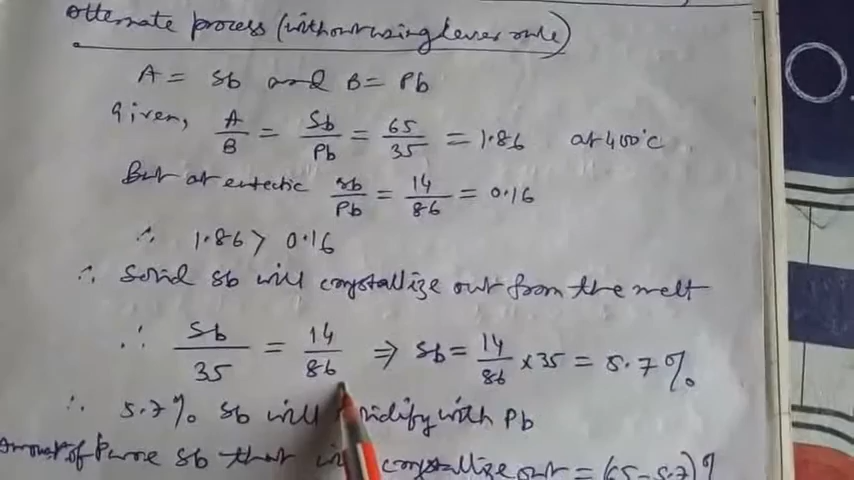 Alternate process (without using Lever rule)
A = Sb and B = Pb
Given, A/B = Sb/Pb = 65/35 = 1.86 at 400°C
But at eutectic Sb/Pb = 14/86 = 0.16
∴ 1.86 > 0.16
∴ Solid Sb will crystallize out from the melt
∴ Sb/35 = 14/86 ⇒ Sb = 14/86 × 35 = 5.7%
∴ 5.7% Sb will solidify with Pb
Amount of Pure Sb that will crystallize out = (65-5.7)%